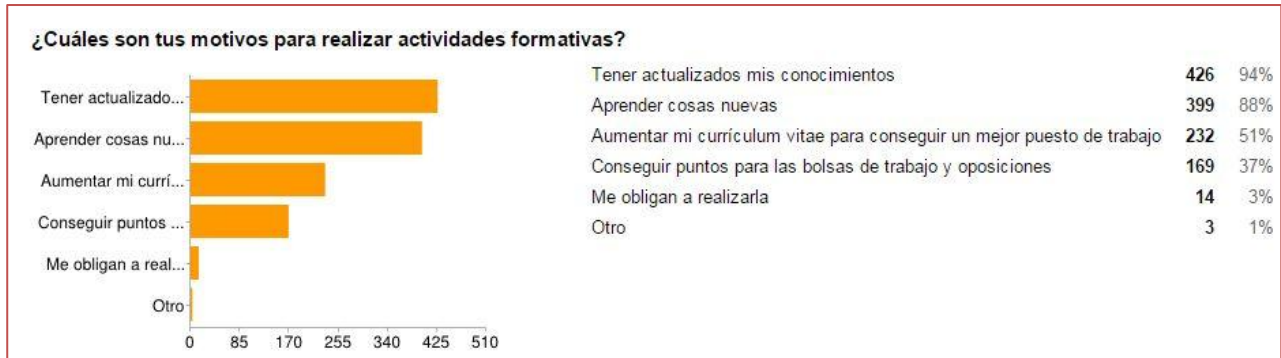 ¿Cuáles son tus motivos para realizar actividades formativas?
Tener actualizado...
Aprender cosas nu...
Aumentar mi currí...
Conseguir puntos ...
Me obligan a real...
Otro
0 85 170 255 340 425 510
Tener actualizados mis conocimientos 426 94%
Aprender cosas nuevas 399 88%
Aumentar mi currículum vitae para conseguir un mejor puesto de trabajo 232 51%
Conseguir puntos para las bolsas de trabajo y oposiciones 169 37%
Me obligan a realizarla 14 3%
Otro 3 1%